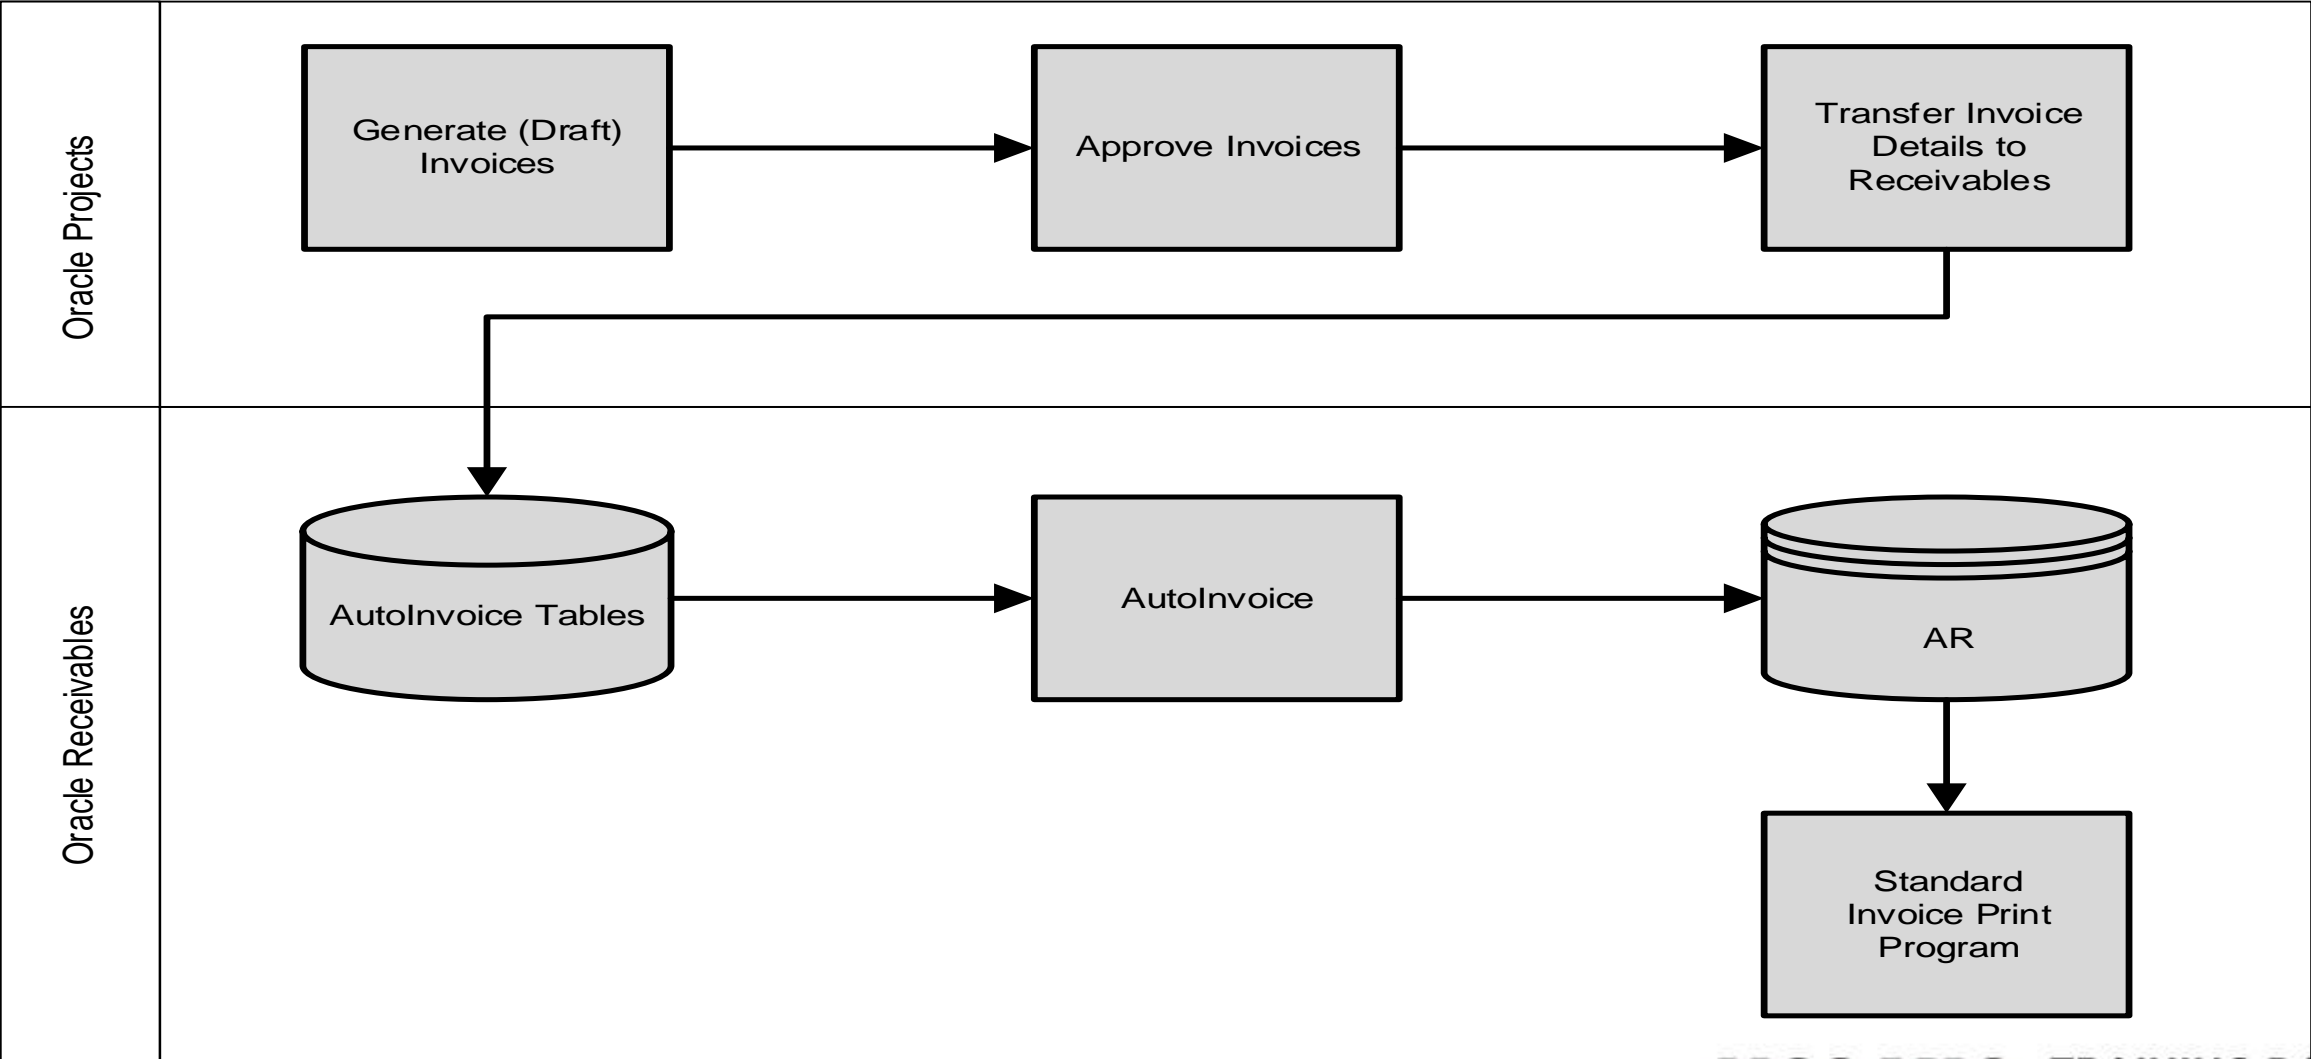 Oracle Projects
Generate (Draft)
Invoices
Approve Invoices
Transfer Invoice
Details to
Receivables
Oracle Receivables
AutoInvoice Tables
AutoInvoice
AR
Standard
Invoice Print
Program